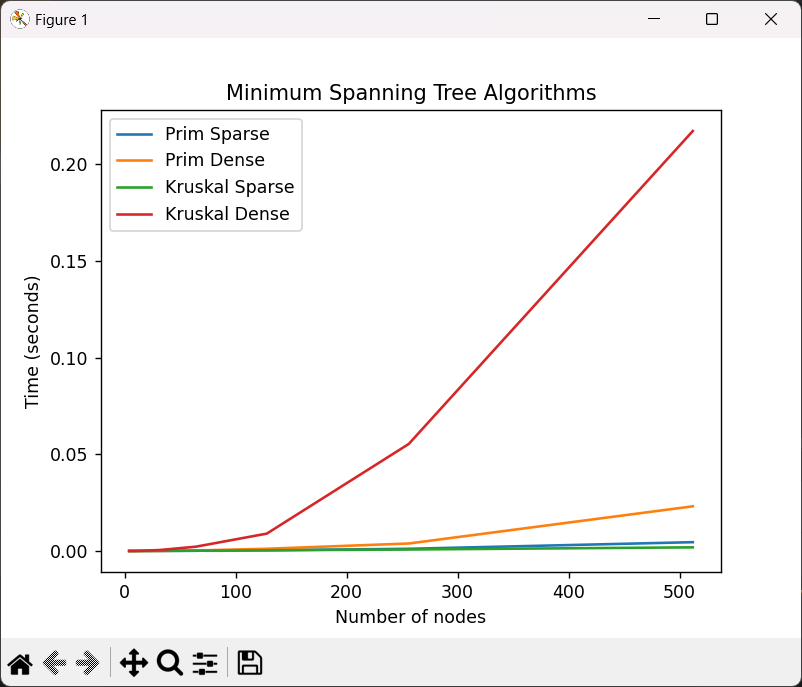 Figure 1
Minimum Spanning Tree Algorithms
Prim Sparse
Prim Dense
Kruskal Sparse
Kruskal Dense
Time (seconds)
0.20
0.15
0.10
0.05
0.00
0 100 200 300 400 500
Number of nodes